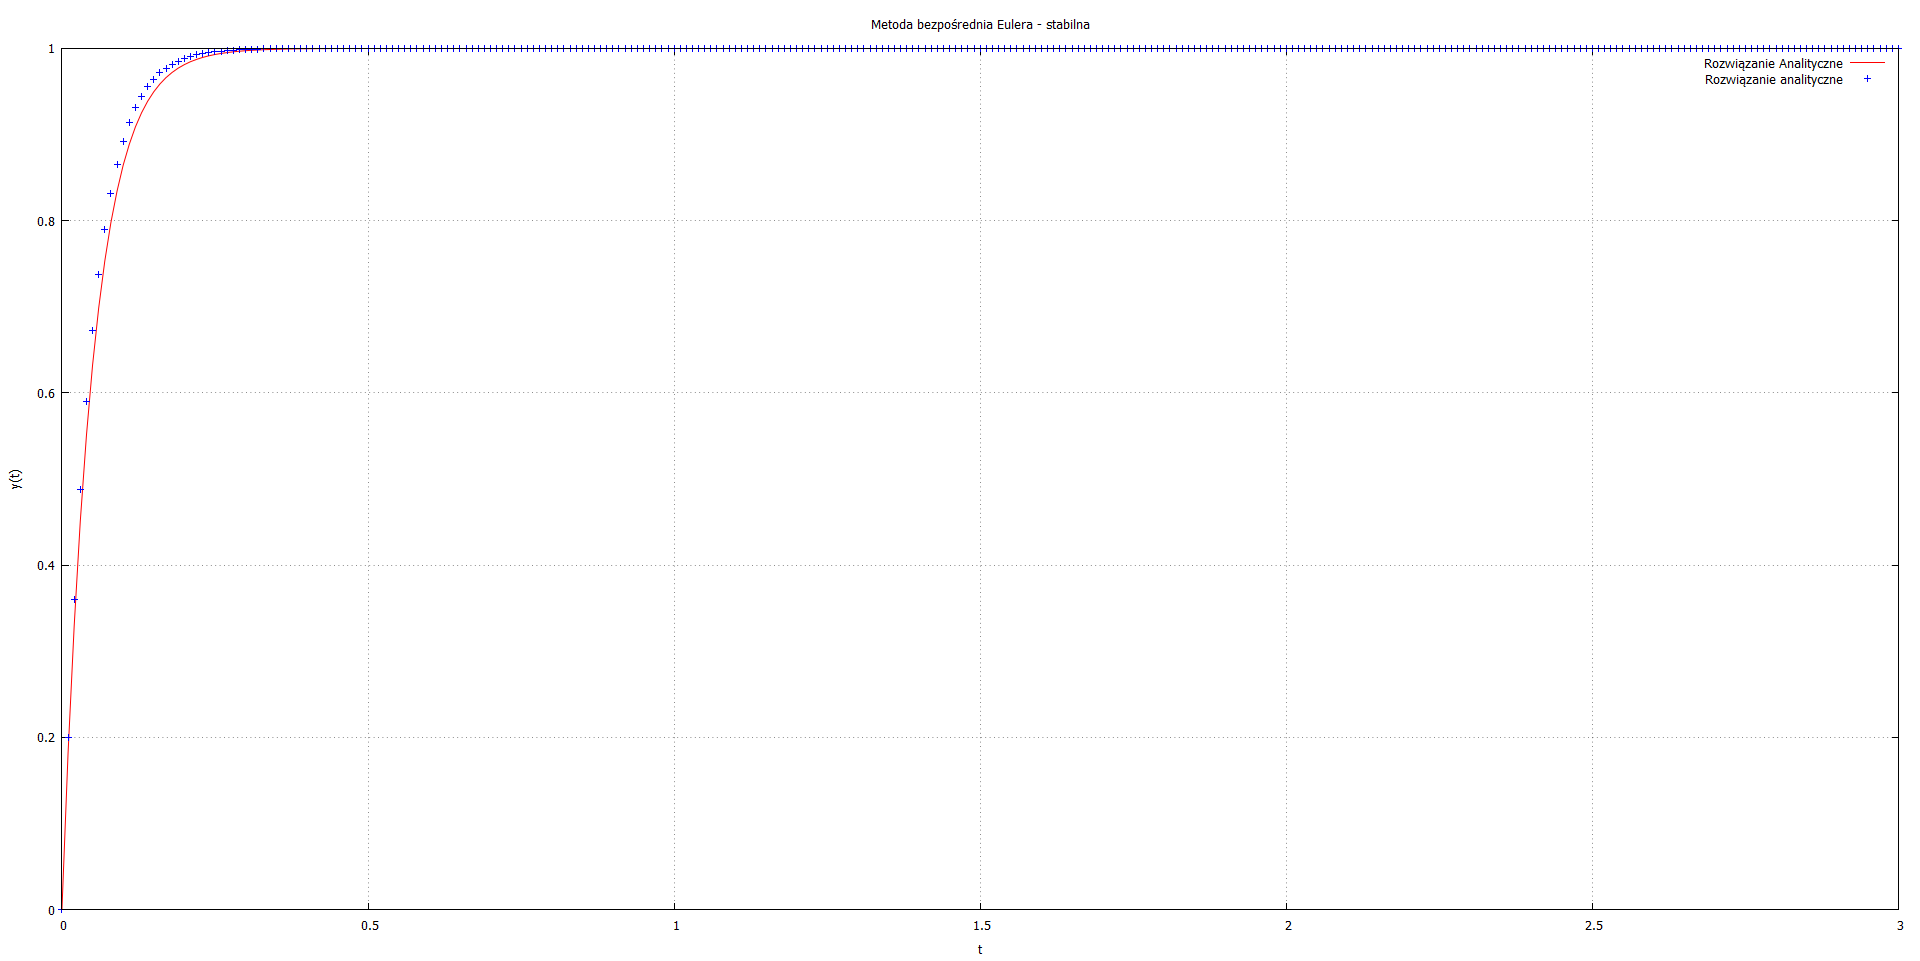 Metoda bezpośrednia Eulera - stabilna
1
Rozwiązanie Analityczne
Rozwiązanie analityczne
0.8
0.6
y(t)
0.4
0.2
0
0 0.5 1 1.5 2 2.5 3
t